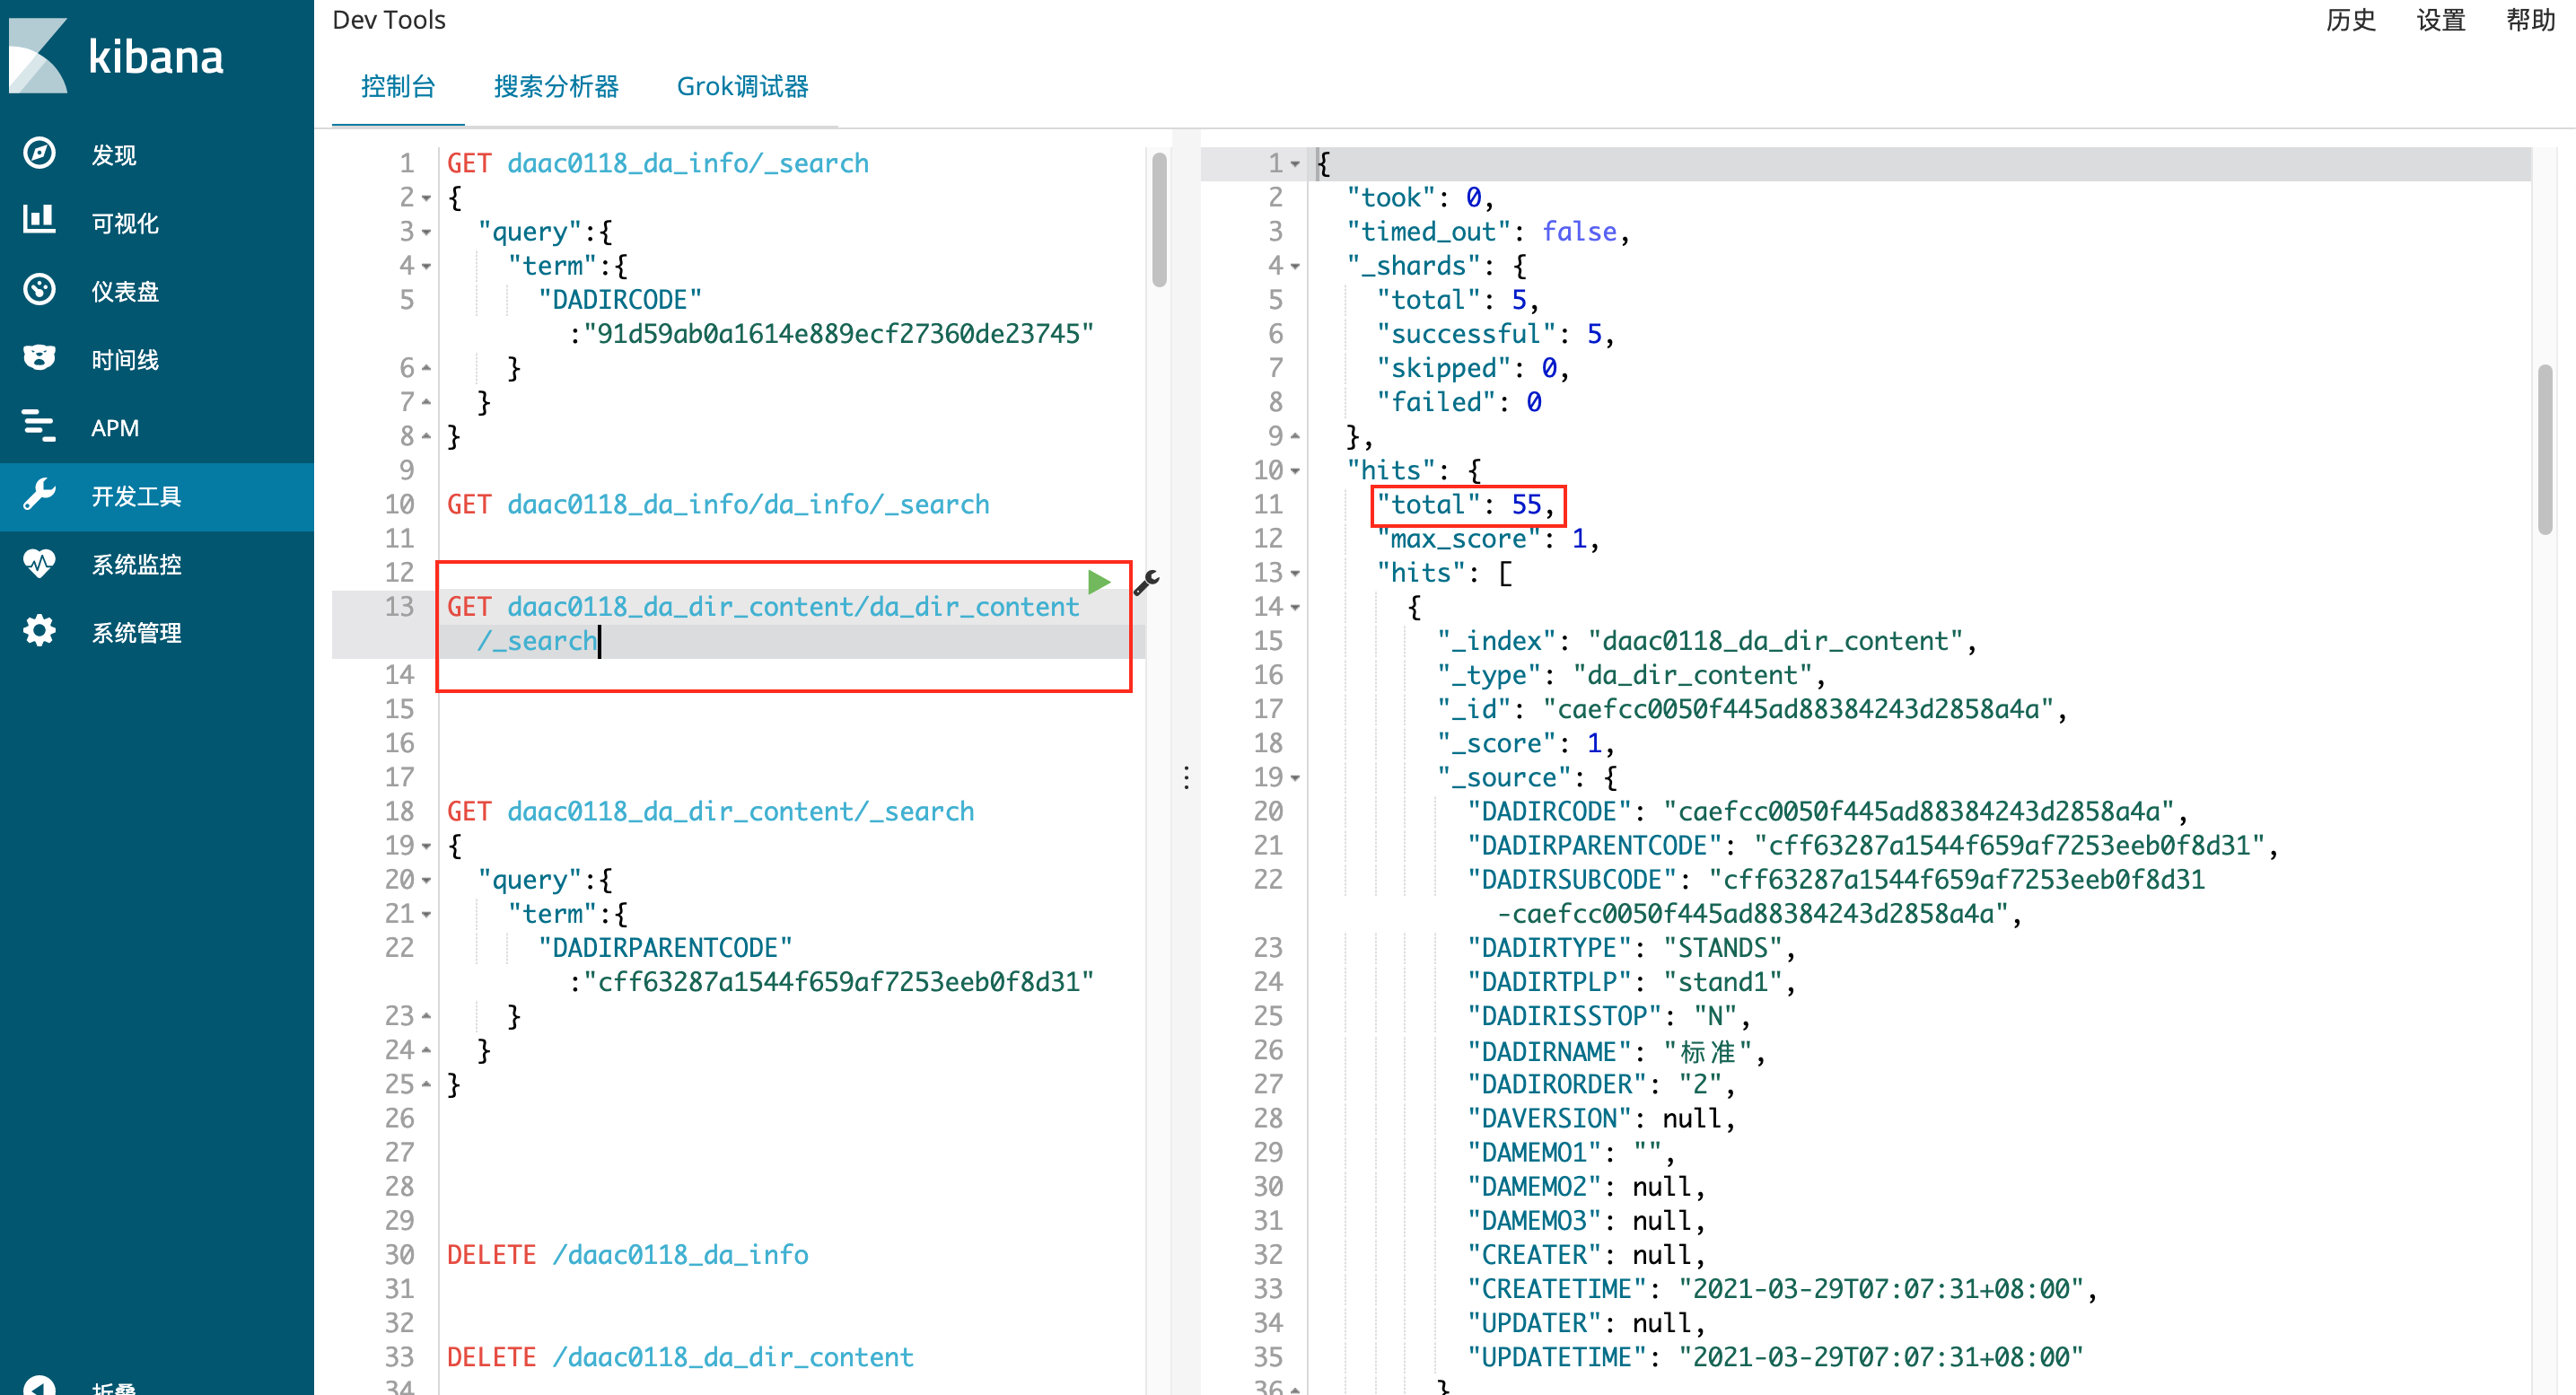 kibana
发现
可视化
仪表盘
时间线
APM
开发工具
系统监控
系统管理
折叠
Dev Tools
历史 设置 帮助
控制台 搜索分析器 Grok调试器
1 GET daac0118_da_info/_search
2 {
3 "query":{
4 "term":{
5 "DADIRCODE"
:"91d59ab0a1614e889ecf27360de23745"
6 }
7 }
8 }
9
10 GET daac0118_da_info/da_info/_search
11
12
13 GET daac0118_da_dir_content/da_dir_content
/_search
14
15
16
17
18 GET daac0118_da_dir_content/_search
19 {
20 "query":{
21 "term":{
22 "DADIRPARENTCODE"
:"cff63287a1544f659af7253eeb0f8d31"
23 }
24 }
25 }
26
27
28
29
30 DELETE /daac0118_da_info
31
32
33 DELETE /daac0118_da_dir_content
34
1 {
2 "took": 0,
3 "timed_out": false,
4 "_shards": {
5 "total": 5,
6 "successful": 5,
7 "skipped": 0,
8 "failed": 0
9 },
10 "hits": {
11 "total": 55,
12 "max_score": 1,
13 "hits": [
14 {
15 "_index": "daac0118_da_dir_content",
16 "_type": "da_dir_content",
17 "_id": "caefcc0050f445ad88384243d2858a4a",
18 "_score": 1,
19 "_source": {
20 "DADIRCODE": "caefcc0050f445ad88384243d2858a4a",
21 "DADIRPARENTCODE": "cff63287a1544f659af7253eeb0f8d31",
22 "DADIRSUBCODE": "cff63287a1544f659af7253eeb0f8d31
-caefcc0050f445ad88384243d2858a4a",
23 "DADIRTYPE": "STANDS",
24 "DADIRTPLP": "stand1",
25 "DADIRISSTOP": "N",
26 "DADIRNAME": "标准",
27 "DADIRORDER": "2",
28 "DAVERSION": null,
29 "DAMEMO1": "",
30 "DAMEMO2": null,
31 "DAMEMO3": null,
32 "CREATER": null,
33 "CREATETIME": "2021-03-29T07:07:31+08:00",
34 "UPDATER": null,
35 "UPDATETIME": "2021-03-29T07:07:31+08:00"
36 }